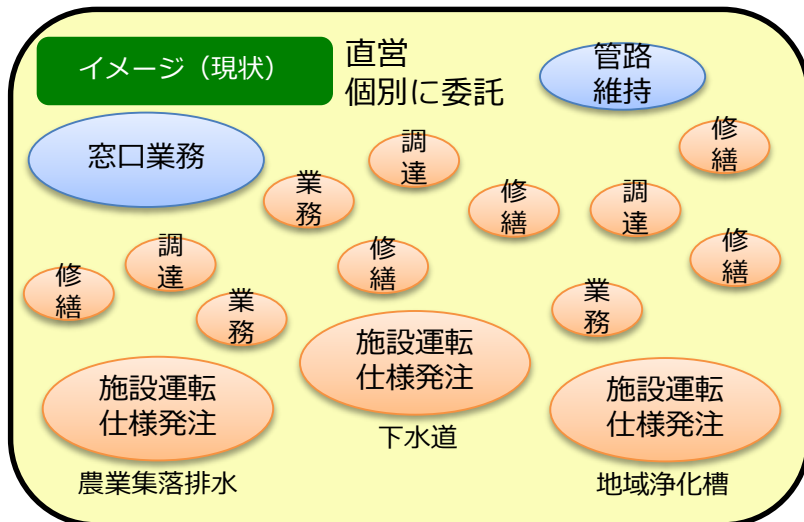 イメージ（現状）
直営
個別に委託
管路
維持
窓口業務
調
達
修
繕
業
務
修
繕
調
達
修
繕
調
達
修
繕
修
繕
業
務
業
務
施設運転
仕様発注
施設運転
仕様発注
施設運転
仕様発注
下水道
農業集落排水
地域浄化槽